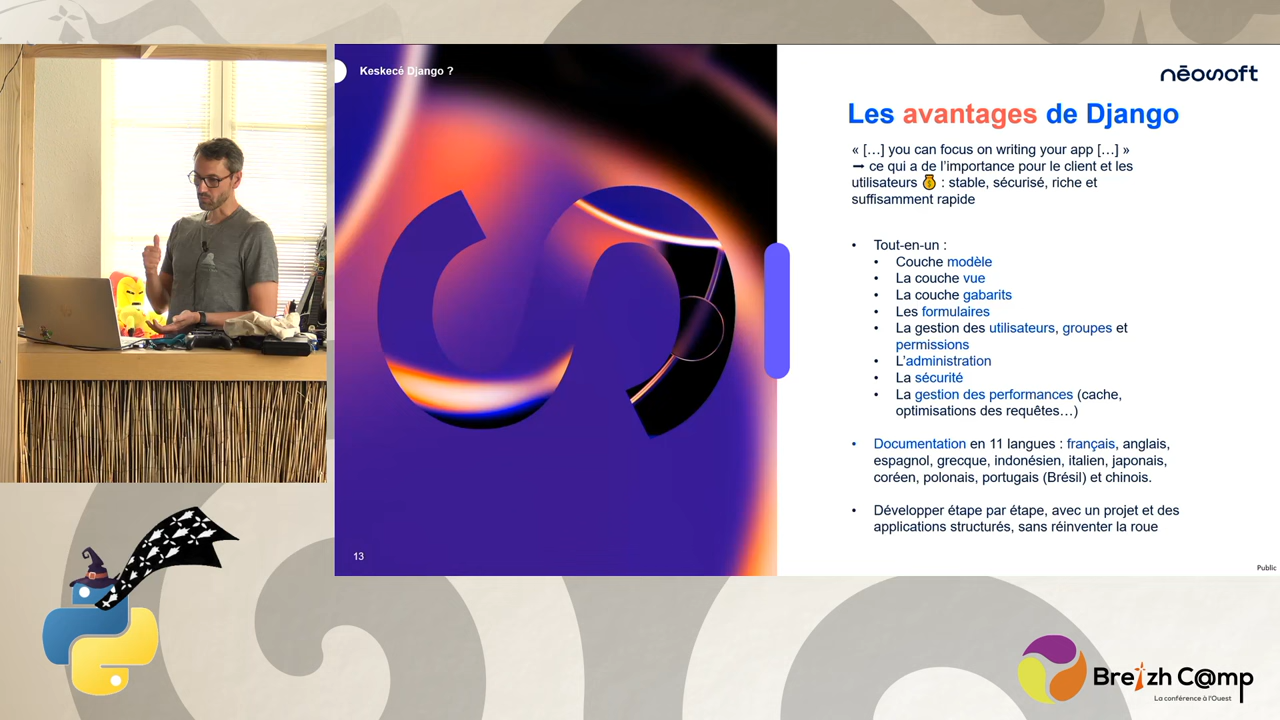 Keskecé Django ?
nēosoft
Les avantages de Django
« […] you can focus on writing your app […] »
➞ ce qui a de l’importance pour le client et les
utilisateurs 💰 : stable, sécurisé, riche et
suffisamment rapide
• Tout-en-un :
• Couche modèle
• La couche vue
• La couche gabarits
• Les formulaires
• La gestion des utilisateurs, groupes et
permissions
• L’administration
• La sécurité
• La gestion des performances (cache,
optimisations des requêtes…)
• Documentation en 11 langues : français, anglais,
espagnol, grecque, indonésien, italien, japonais,
coréen, polonais, portugais (Brésil) et chinois.
• Développer étape par étape, avec un projet et des
applications structurés, sans réinventer la roue
13
Public
Breizh C@mp
La conférence à l'Ouest